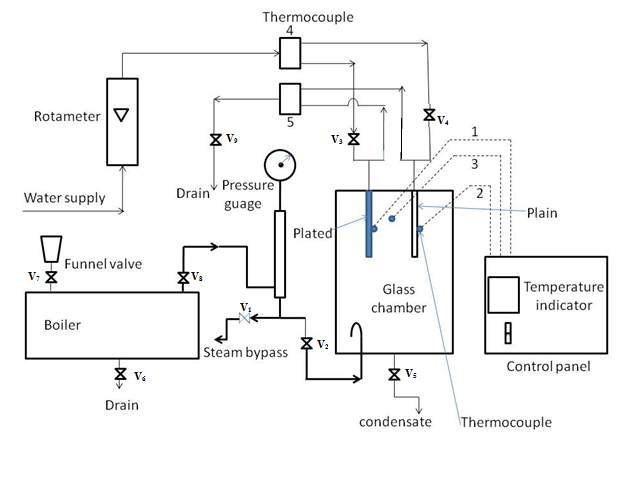 Thermocouple
4
Rotameter
V4
5
V9
V3
1
3
2
Drain
Pressure
guage
Water supply
Plated
Plain
Funnel valve
V7
V8
Glass
chamber
Temperature
indicator
Boiler
V1
Steam bypass
V2
Control panel
V6
V5
Drain
condensate
Thermocouple